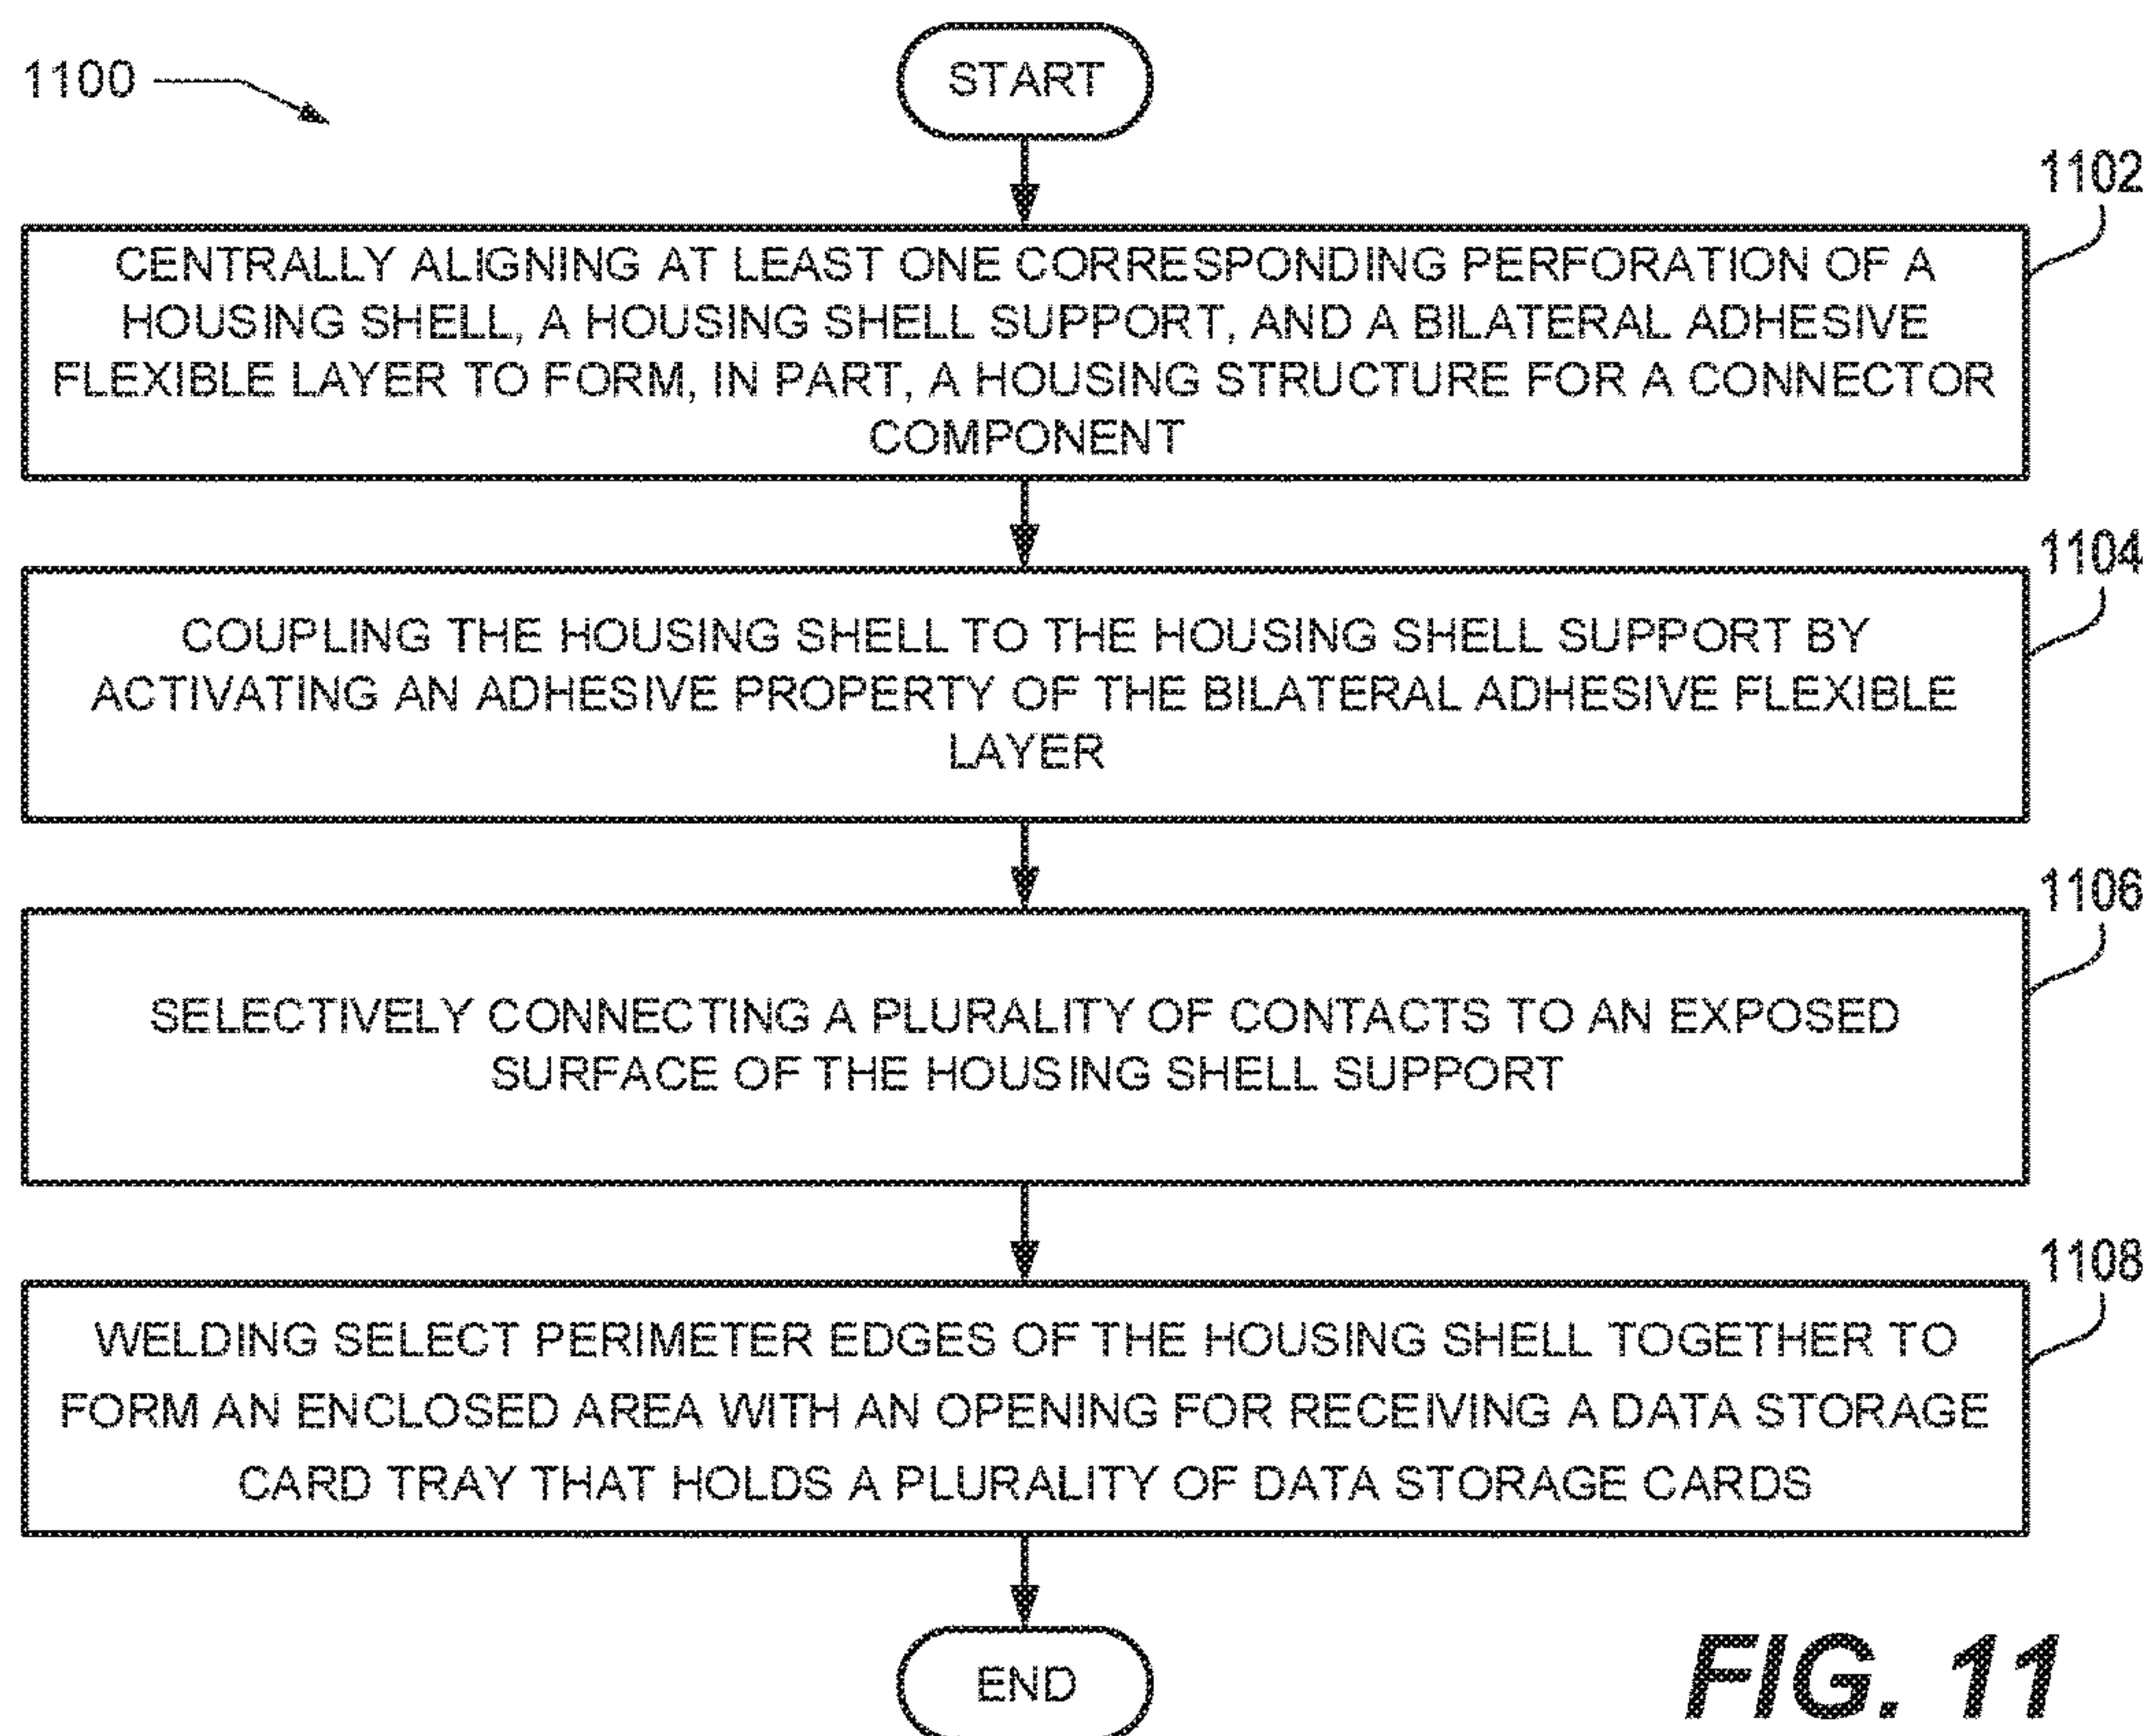 1100
START
1102
CENTRALLY ALIGNING AT LEAST ONE CORRESPONDING PERFORATION OF A
HOUSING SHELL, A HOUSING SHELL SUPPORT, AND A BILATERAL ADHESIVE
FLEXIBLE LAYER TO FORM, IN PART, A HOUSING STRUCTURE FOR A CONNECTOR
COMPONENT
1104
COUPLING THE HOUSING SHELL TO THE HOUSING SHELL SUPPORT BY
ACTIVATING AN ADHESIVE PROPERTY OF THE BILATERAL ADHESIVE FLEXIBLE
LAYER
1106
SELECTIVELY CONNECTING A PLURALITY OF CONTACTS TO AN EXPOSED
SURFACE OF THE HOUSING SHELL SUPPORT
1108
WELDING SELECT PERIMETER EDGES OF THE HOUSING SHELL TOGETHER TO
FORM AN ENCLOSED AREA WITH AN OPENING FOR RECEIVING A DATA STORAGE
CARD TRAY THAT HOLDS A PLURALITY OF DATA STORAGE CARDS
END
FIG. 11